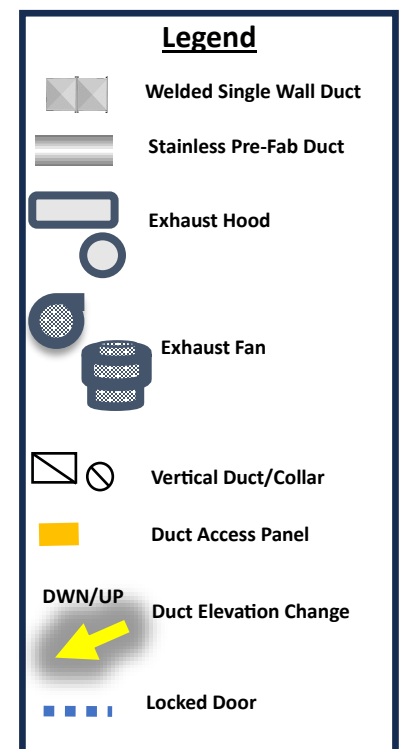 Legend
Welded Single Wall Duct
Stainless Pre-Fab Duct
Exhaust Hood
Exhaust Fan
Vertical Duct/Collar
Duct Access Panel
DWN/UP
Duct Elevation Change
Locked Door